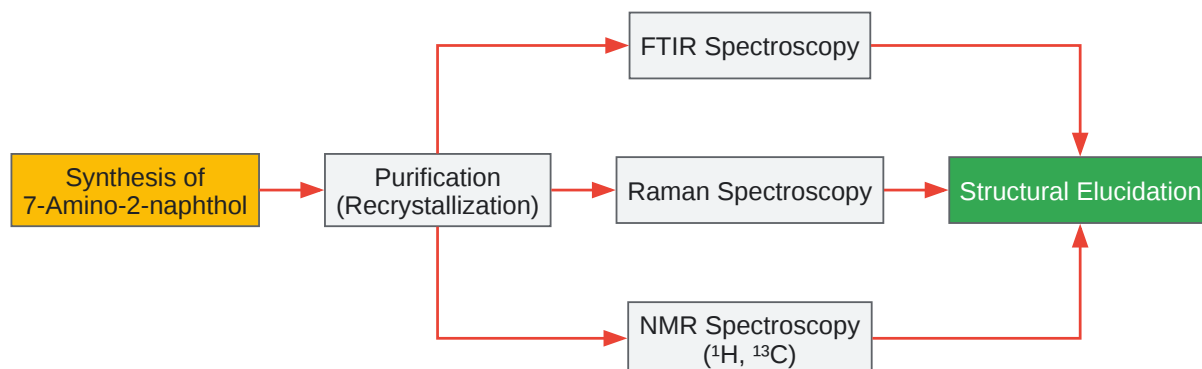 FTIR Spectroscopy
Synthesis of
7-Amino-2-naphthol
Purification
(Recrystallization)
Raman Spectroscopy
Structural Elucidation
NMR Spectroscopy
(¹H, ¹³C)